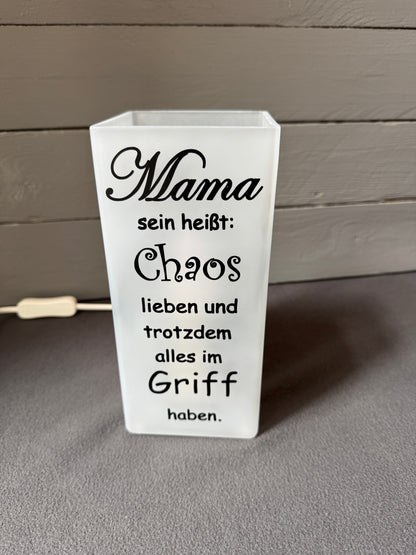 Mama
sein heißt:
Chaos
lieben und
trotzdem
alles im
Griff
haben.